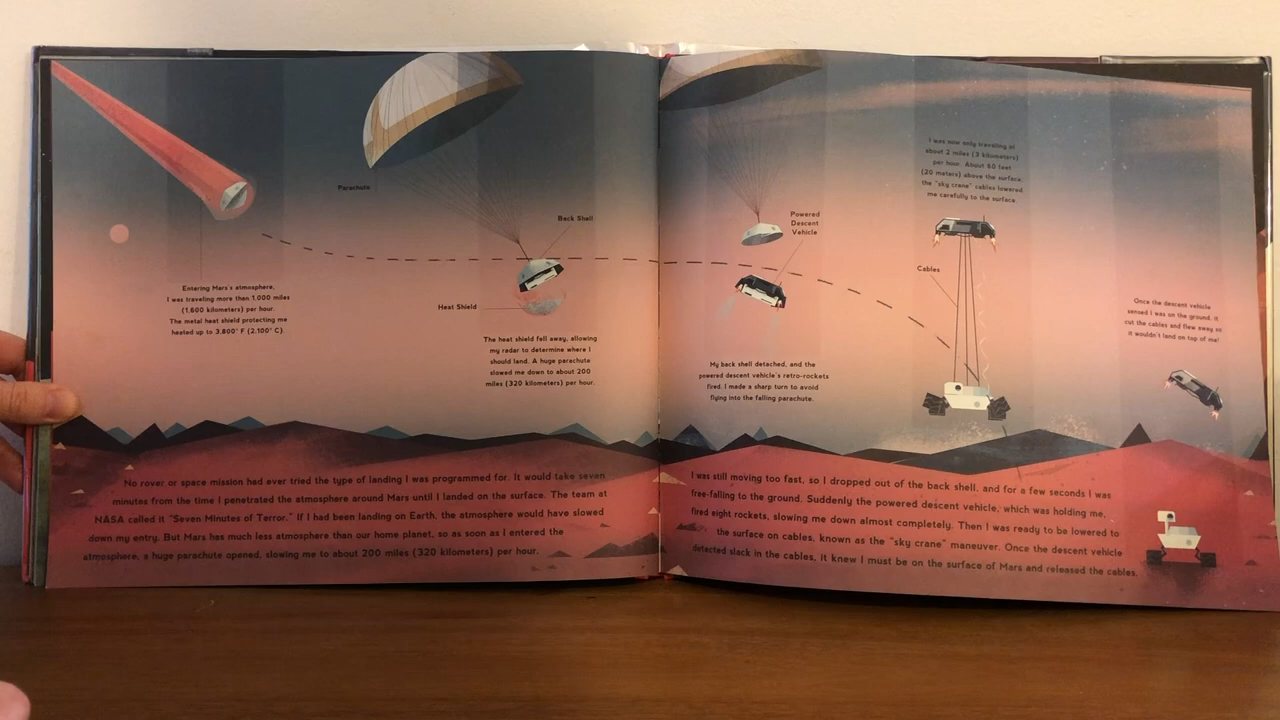 Parachute
Back Shell
Heat Shield
Entering Mars's atmosphere,
I was traveling more than 1,000 miles
(1,600 kilometers) per hour.
The metal heat shield protecting me
heated up to 3,800° F (2,100° C).
The heat shield fell away, allowing
my radar to determine where I
should land. A huge parachute
slowed me down to about 200
miles (320 kilometers) per hour.
No rover or space mission had ever tried the type of landing I was programmed for. It would take seven
minutes from the time I penetrated the atmosphere around Mars until I landed on the surface. The team at
NASA called it "Seven Minutes of Terror." If I had been landing on Earth, the atmosphere would have slowed
down my entry. But Mars has much less atmosphere than our home planet, so as soon as I entered the
atmosphere, a huge parachute opened, slowing me to about 200 miles (320 kilometers) per hour.
Powered
Descent
Vehicle
My back shell detached, and the
powered descent vehicle's retro-rockets
fired. I made a sharp turn to avoid
flying into the falling parachute.
I was now only traveling at
about 2 miles (3 kilometers)
per hour. About 60 feet
(20 meters) above the surface,
the "sky crane" cables lowered
me carefully to the surface.
Cables
Once the descent vehicle
sensed I was on the ground, it
cut the cables and flew away so
it wouldn't land on top of me!
I was still moving too fast, so I dropped out of the back shell, and for a few seconds I was
free-falling to the ground. Suddenly the powered descent vehicle, which was holding me,
fired eight rockets, slowing me down almost completely. Then I was ready to be lowered to
the surface on cables, known as the "sky crane" maneuver. Once the descent vehicle
detected slack in the cables, it knew I must be on the surface of Mars and released the cables.